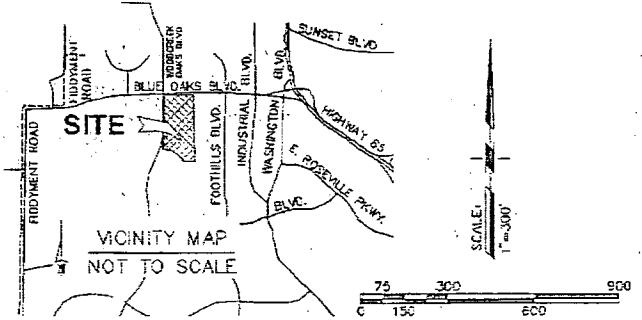 SUNSET BLVD
WOODCREEK
OAKS BLVD
FIDDYMENT
ROAD
BLUE OAKS BLVD.
BLVD.
BLVD.
HIGHWAY 65
SITE
FIDDYMENT ROAD
FOOTHILLS BLVD.
INDUSTRIAL
WASHINGTON
E. ROSEVILLE PKWY.
BLVD.
VICINITY MAP
NOT TO SCALE
SCALE:
1"=300'
75 300 900
0 150 600